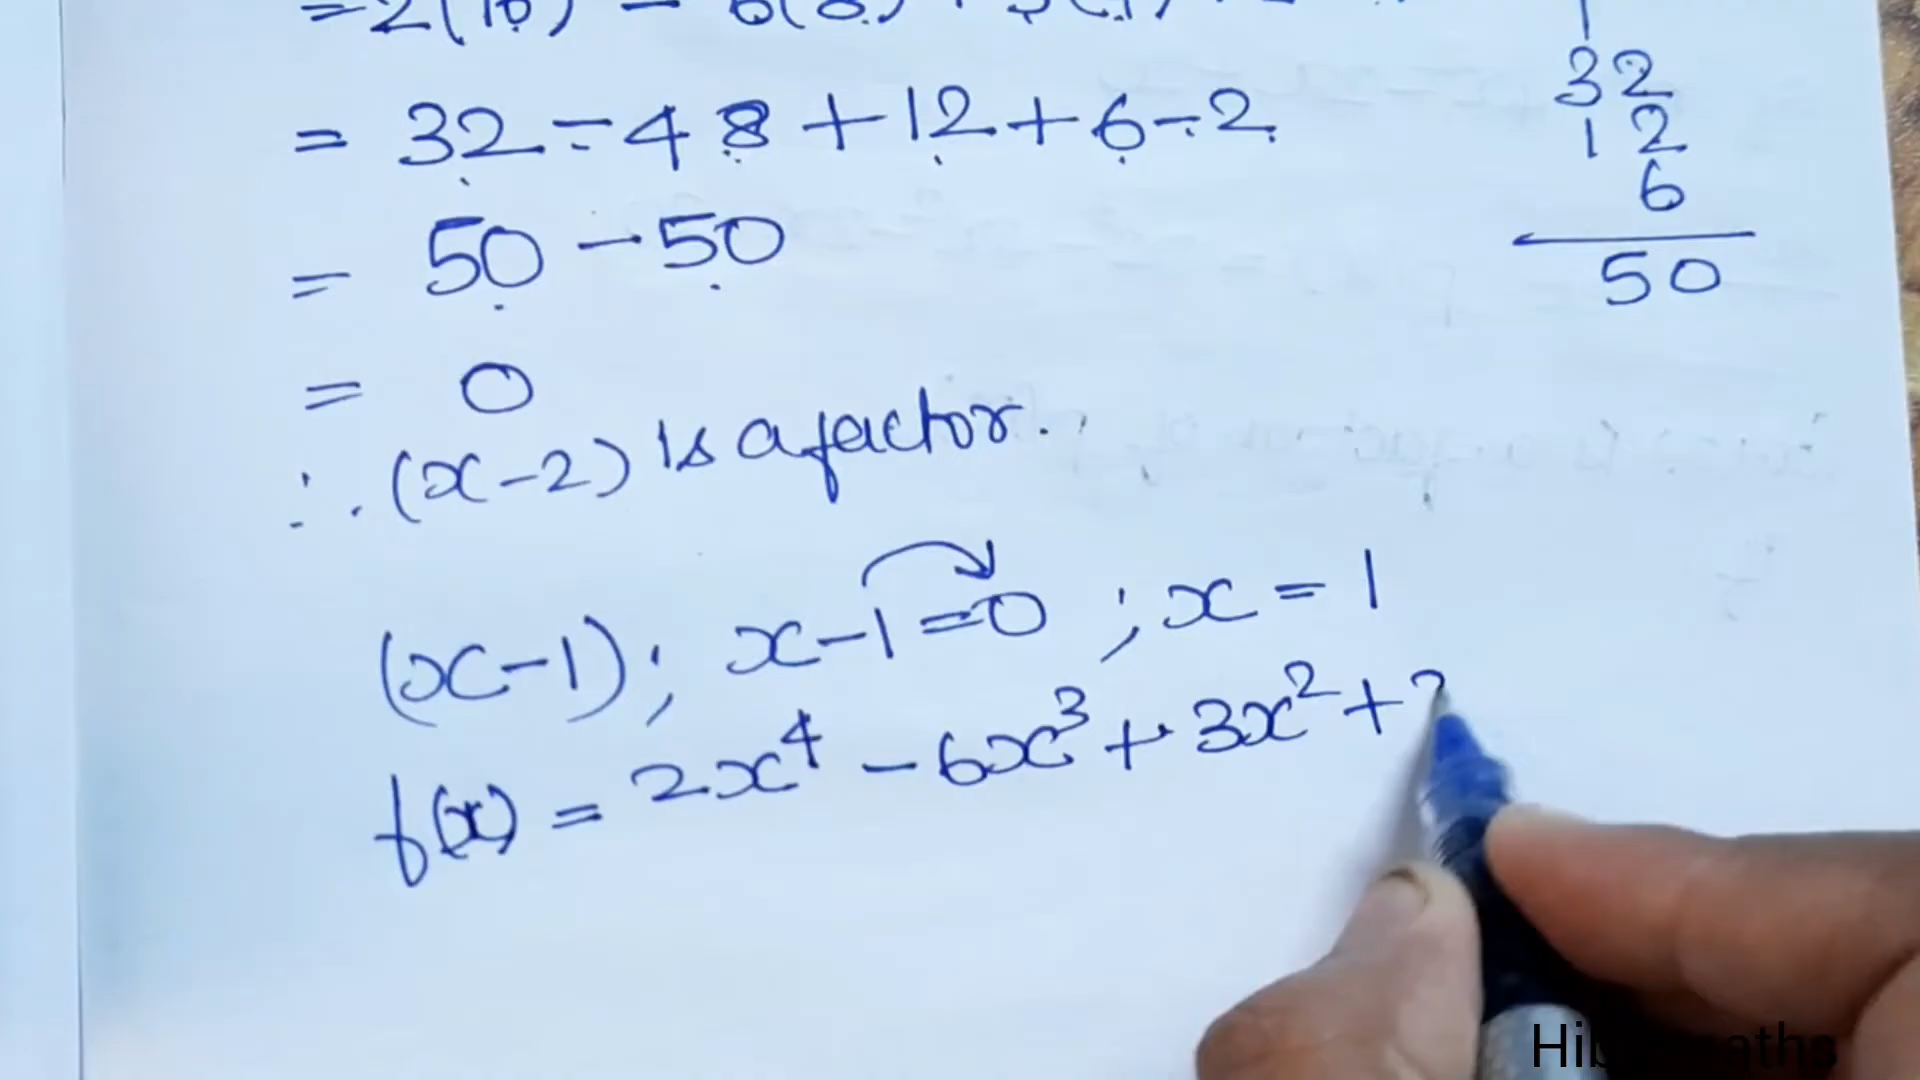 = 32 - 48 + 12 + 6 - 2
= 50 - 50
= 0
∴ (x-2) is a factor.
(x-1); x-1=0 ; x = 1
f(x) = 2x⁴ - 6x³ + 3x² +
1
32
12
6
50